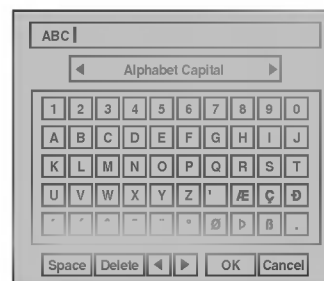 ABC
◀ Alphabet Capital ▶
1 2 3 4 5 6 7 8 9 0
A B C D E F G H I J
K L M N O P Q R S T
U V W X Y Z ' Æ Ç Ð
Ø Þ ß .
Space Delete ◀ ▶ OK Cancel